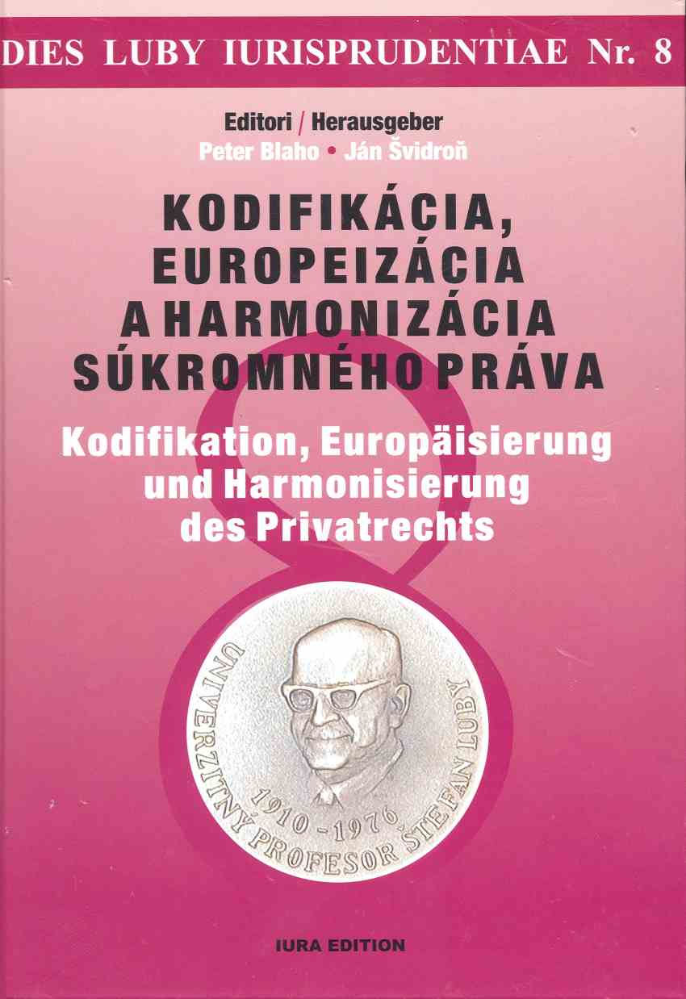 DIES LUBY IURISPRUDENTIAE Nr. 8
Editori / Herausgeber
Peter Blaho • Ján Švidroň
KODIFIKÁCIA,
EUROPEIZÁCIA
A HARMONIZÁCIA
SÚKROMNÉHO PRÁVA
Kodifikation, Europäisierung
und Harmonisierung
des Privatrechts
UNIVERZITNÝ PROFESOR ŠTEFAN LUBY
1910 - 1976
IURA EDITION